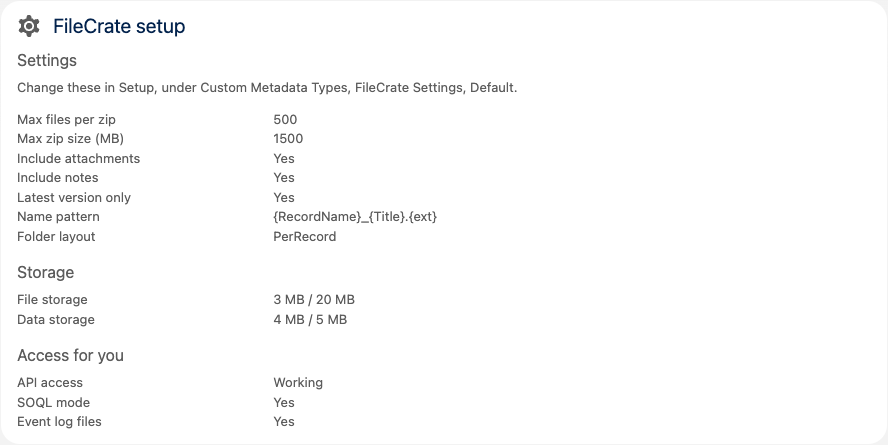 FileCrate setup
Settings
Change these in Setup, under Custom Metadata Types, FileCrate Settings, Default.
Max files per zip 500
Max zip size (MB) 1500
Include attachments Yes
Include notes Yes
Latest version only Yes
Name pattern {RecordName}_{Title}.{ext}
Folder layout PerRecord
Storage
File storage 3 MB / 20 MB
Data storage 4 MB / 5 MB
Access for you
API access Working
SOQL mode Yes
Event log files Yes